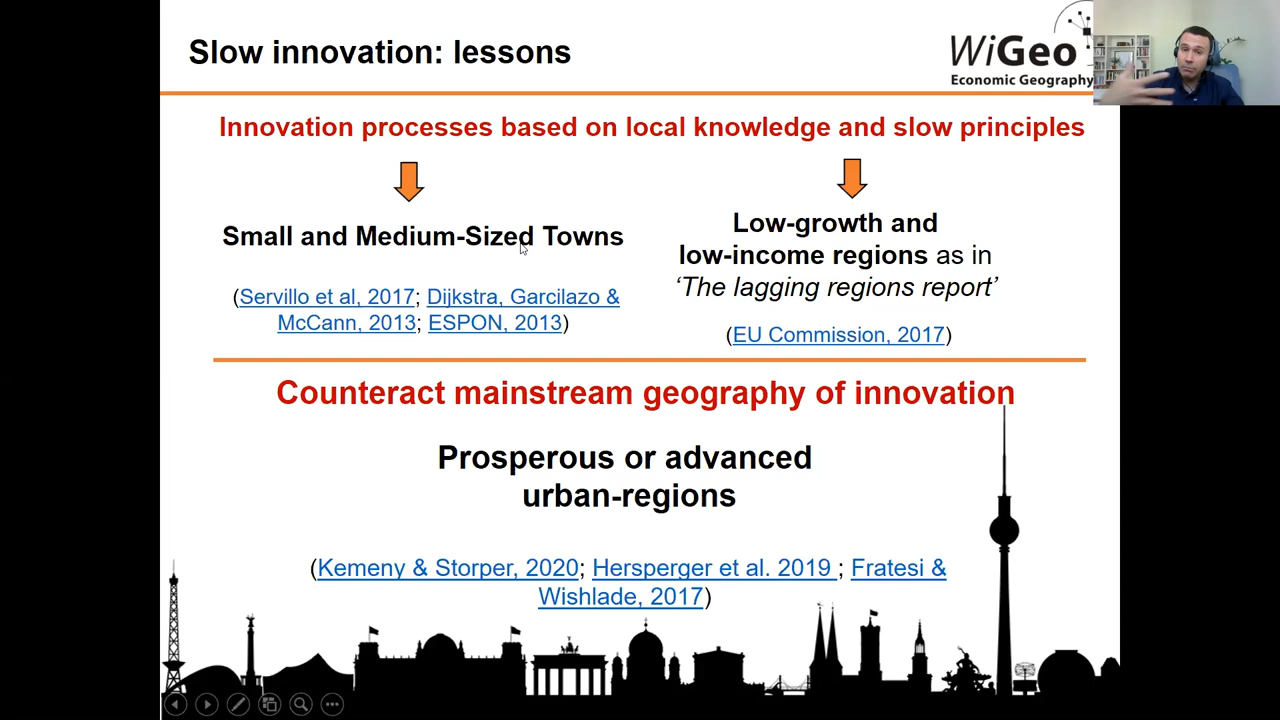 Slow innovation: lessons
WiGeo
Economic Geography
Innovation processes based on local knowledge and slow principles
Small and Medium-Sized Towns
(Servillo et al, 2017; Dijkstra, Garcilazo &
McCann, 2013; ESPON, 2013)
Low-growth and
low-income regions as in
‘The lagging regions report’
(EU Commission, 2017)
Counteract mainstream geography of innovation
Prosperous or advanced
urban-regions
(Kemeny & Storper, 2020; Hersperger et al. 2019 ; Fratesi &
Wishlade, 2017)